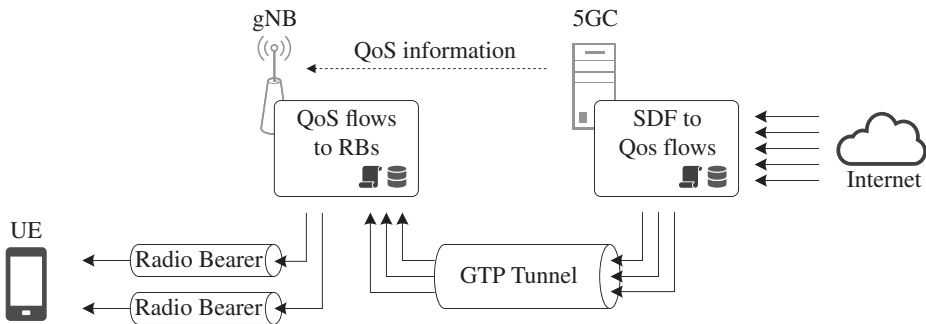 gNB
5GC
QoS information
QoS flows
to RBs
SDF to
Qos flows
Internet
UE
Radio Bearer
GTP Tunnel
Radio Bearer